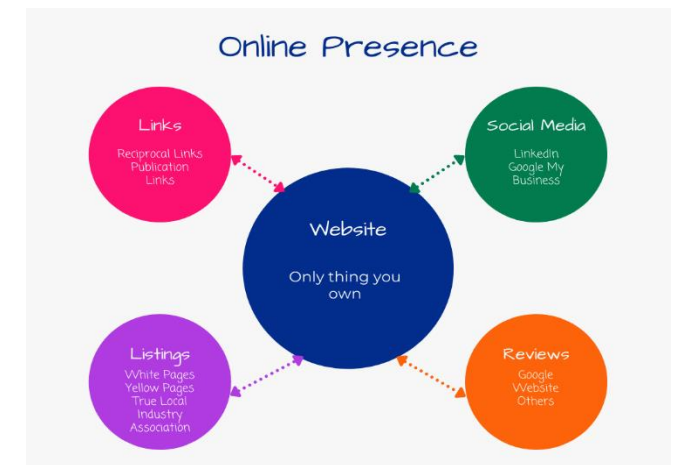 Online Presence
Links
Reciprocal Links
Publication
Links
Social Media
LinkedIn
Google My
Business
Website
Only thing you
own
Listings
White Pages
Yellow Pages
True Local
Industry
Association
Reviews
Google
Website
Others